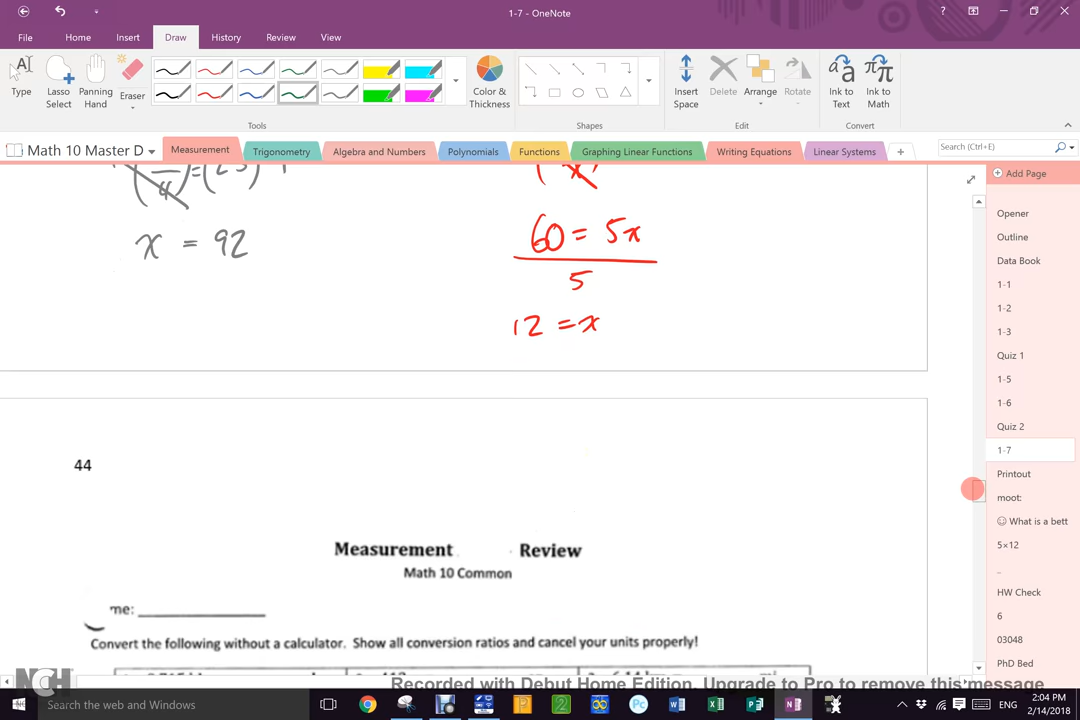 1-7 - OneNote
?
File Home Insert Draw History Review View
Type
Lasso Select
Panning Hand
Eraser
Color & Thickness
Insert Space
Delete
Arrange
Rotate
Ink to Text
Ink to Math
Tools
Shapes
Edit
Convert
Math 10 Master D
Measurement Trigonometry Algebra and Numbers Polynomials Functions Graphing Linear Functions Writing Equations Linear Systems +
Search (Ctrl+E)
Add Page
Opener
Outline
Data Book
1-1
1-2
1-3
Quiz 1
1-5
1-6
Quiz 2
1-7
Printout
moot:
☺ What is a bett
5×12
HW Check
6
03048
PhD Bed
x = 92
60 = 5x
5
12 = x
44
Measurement Review
Math 10 Common
me: ____________
Convert the following without a calculator. Show all conversion ratios and cancel your units properly!
NCH
Recorded with Debut Home Edition. Upgrade to Pro to remove this message
Search the web and Windows
ENG
2:04 PM
2/14/2018